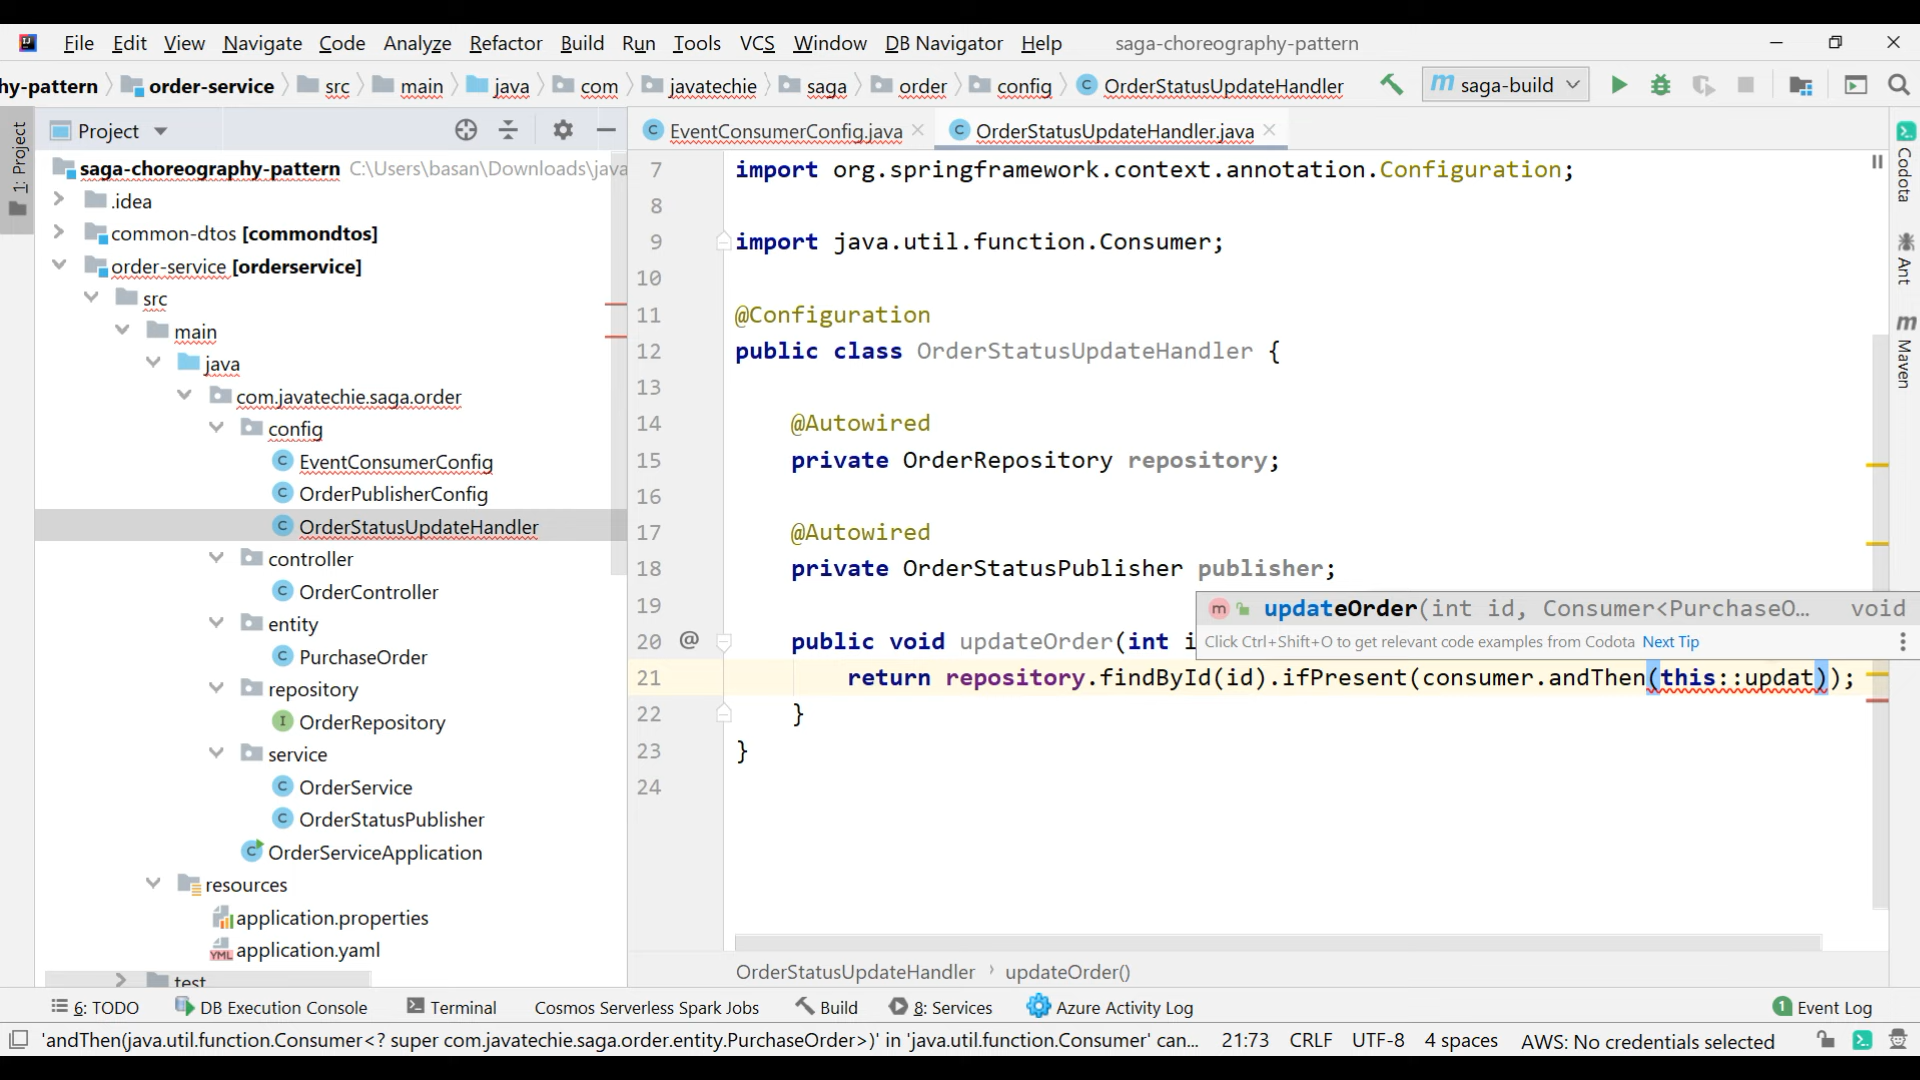 File Edit View Navigate Code Analyze Refactor Build Run Tools VCS Window DB Navigator Help saga-choreography-pattern
hy-pattern order-service src main java com javatechie saga order config OrderStatusUpdateHandler saga-build
1: Project
Project
EventConsumerConfig.java OrderStatusUpdateHandler.java
saga-choreography-pattern C:\Users\basan\Downloads\java
.idea
common-dtos [commondtos]
order-service [orderservice]
src
main
java
com.javatechie.saga.order
config
EventConsumerConfig
OrderPublisherConfig
OrderStatusUpdateHandler
controller
OrderController
entity
PurchaseOrder
repository
OrderRepository
service
OrderService
OrderStatusPublisher
OrderServiceApplication
resources
application.properties
application.yaml
test
7 import org.springframework.context.annotation.Configuration;
8
9 import java.util.function.Consumer;
10
11 @Configuration
12 public class OrderStatusUpdateHandler {
13
14 @Autowired
15 private OrderRepository repository;
16
17 @Autowired
18 private OrderStatusPublisher publisher;
19
20 @ public void updateOrder(int i
21 return repository.findById(id).ifPresent(consumer.andThen(this::updat));
22 }
23 }
24
m updateOrder(int id, Consumer<PurchaseO... void
Click Ctrl+Shift+O to get relevant code examples from Codota Next Tip
Codota
Ant
m Maven
OrderStatusUpdateHandler updateOrder()
6: TODO DB Execution Console Terminal Cosmos Serverless Spark Jobs Build 8: Services Azure Activity Log 1 Event Log
'andThen(java.util.function.Consumer<? super com.javatechie.saga.order.entity.PurchaseOrder>)' in 'java.util.function.Consumer' can... 21:73 CRLF UTF-8 4 spaces AWS: No credentials selected